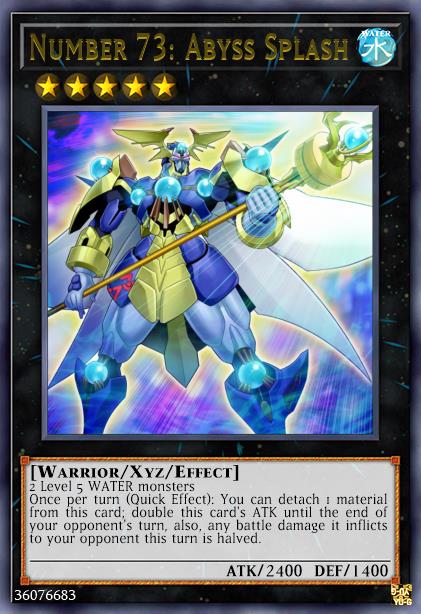 Number 73: Abyss Splash
WATER
水
73
[Warrior/Xyz/Effect]
2 Level 5 WATER monsters
Once per turn (Quick Effect): You can detach 1 material
from this card; double this card's ATK until the end of
your opponent's turn, also, any battle damage it inflicts
to your opponent this turn is halved.
ATK/2400 DEF/1400
36076683